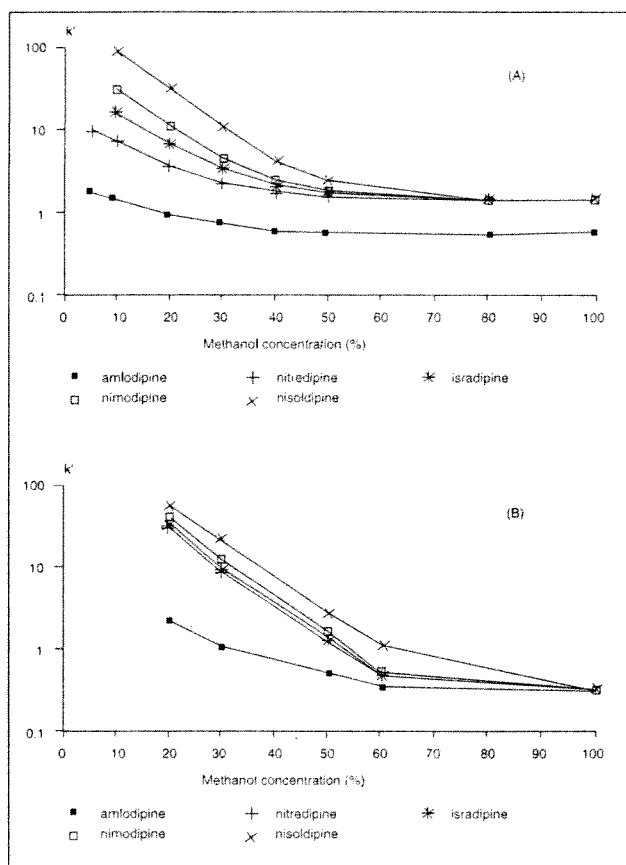 k'
(A)
100
10
1
0.1
0 10 20 30 40 50 60 70 80 90 100
Methanol concentration (%)
amlodipine nitredipine isradipine
nimodipine nisoldipine
k'
(B)
100
10
1
0.1
0 10 20 30 40 50 60 70 80 90 100
Methanol concentration (%)
amlodipine nitredipine isradipine
nimodipine nisoldipine